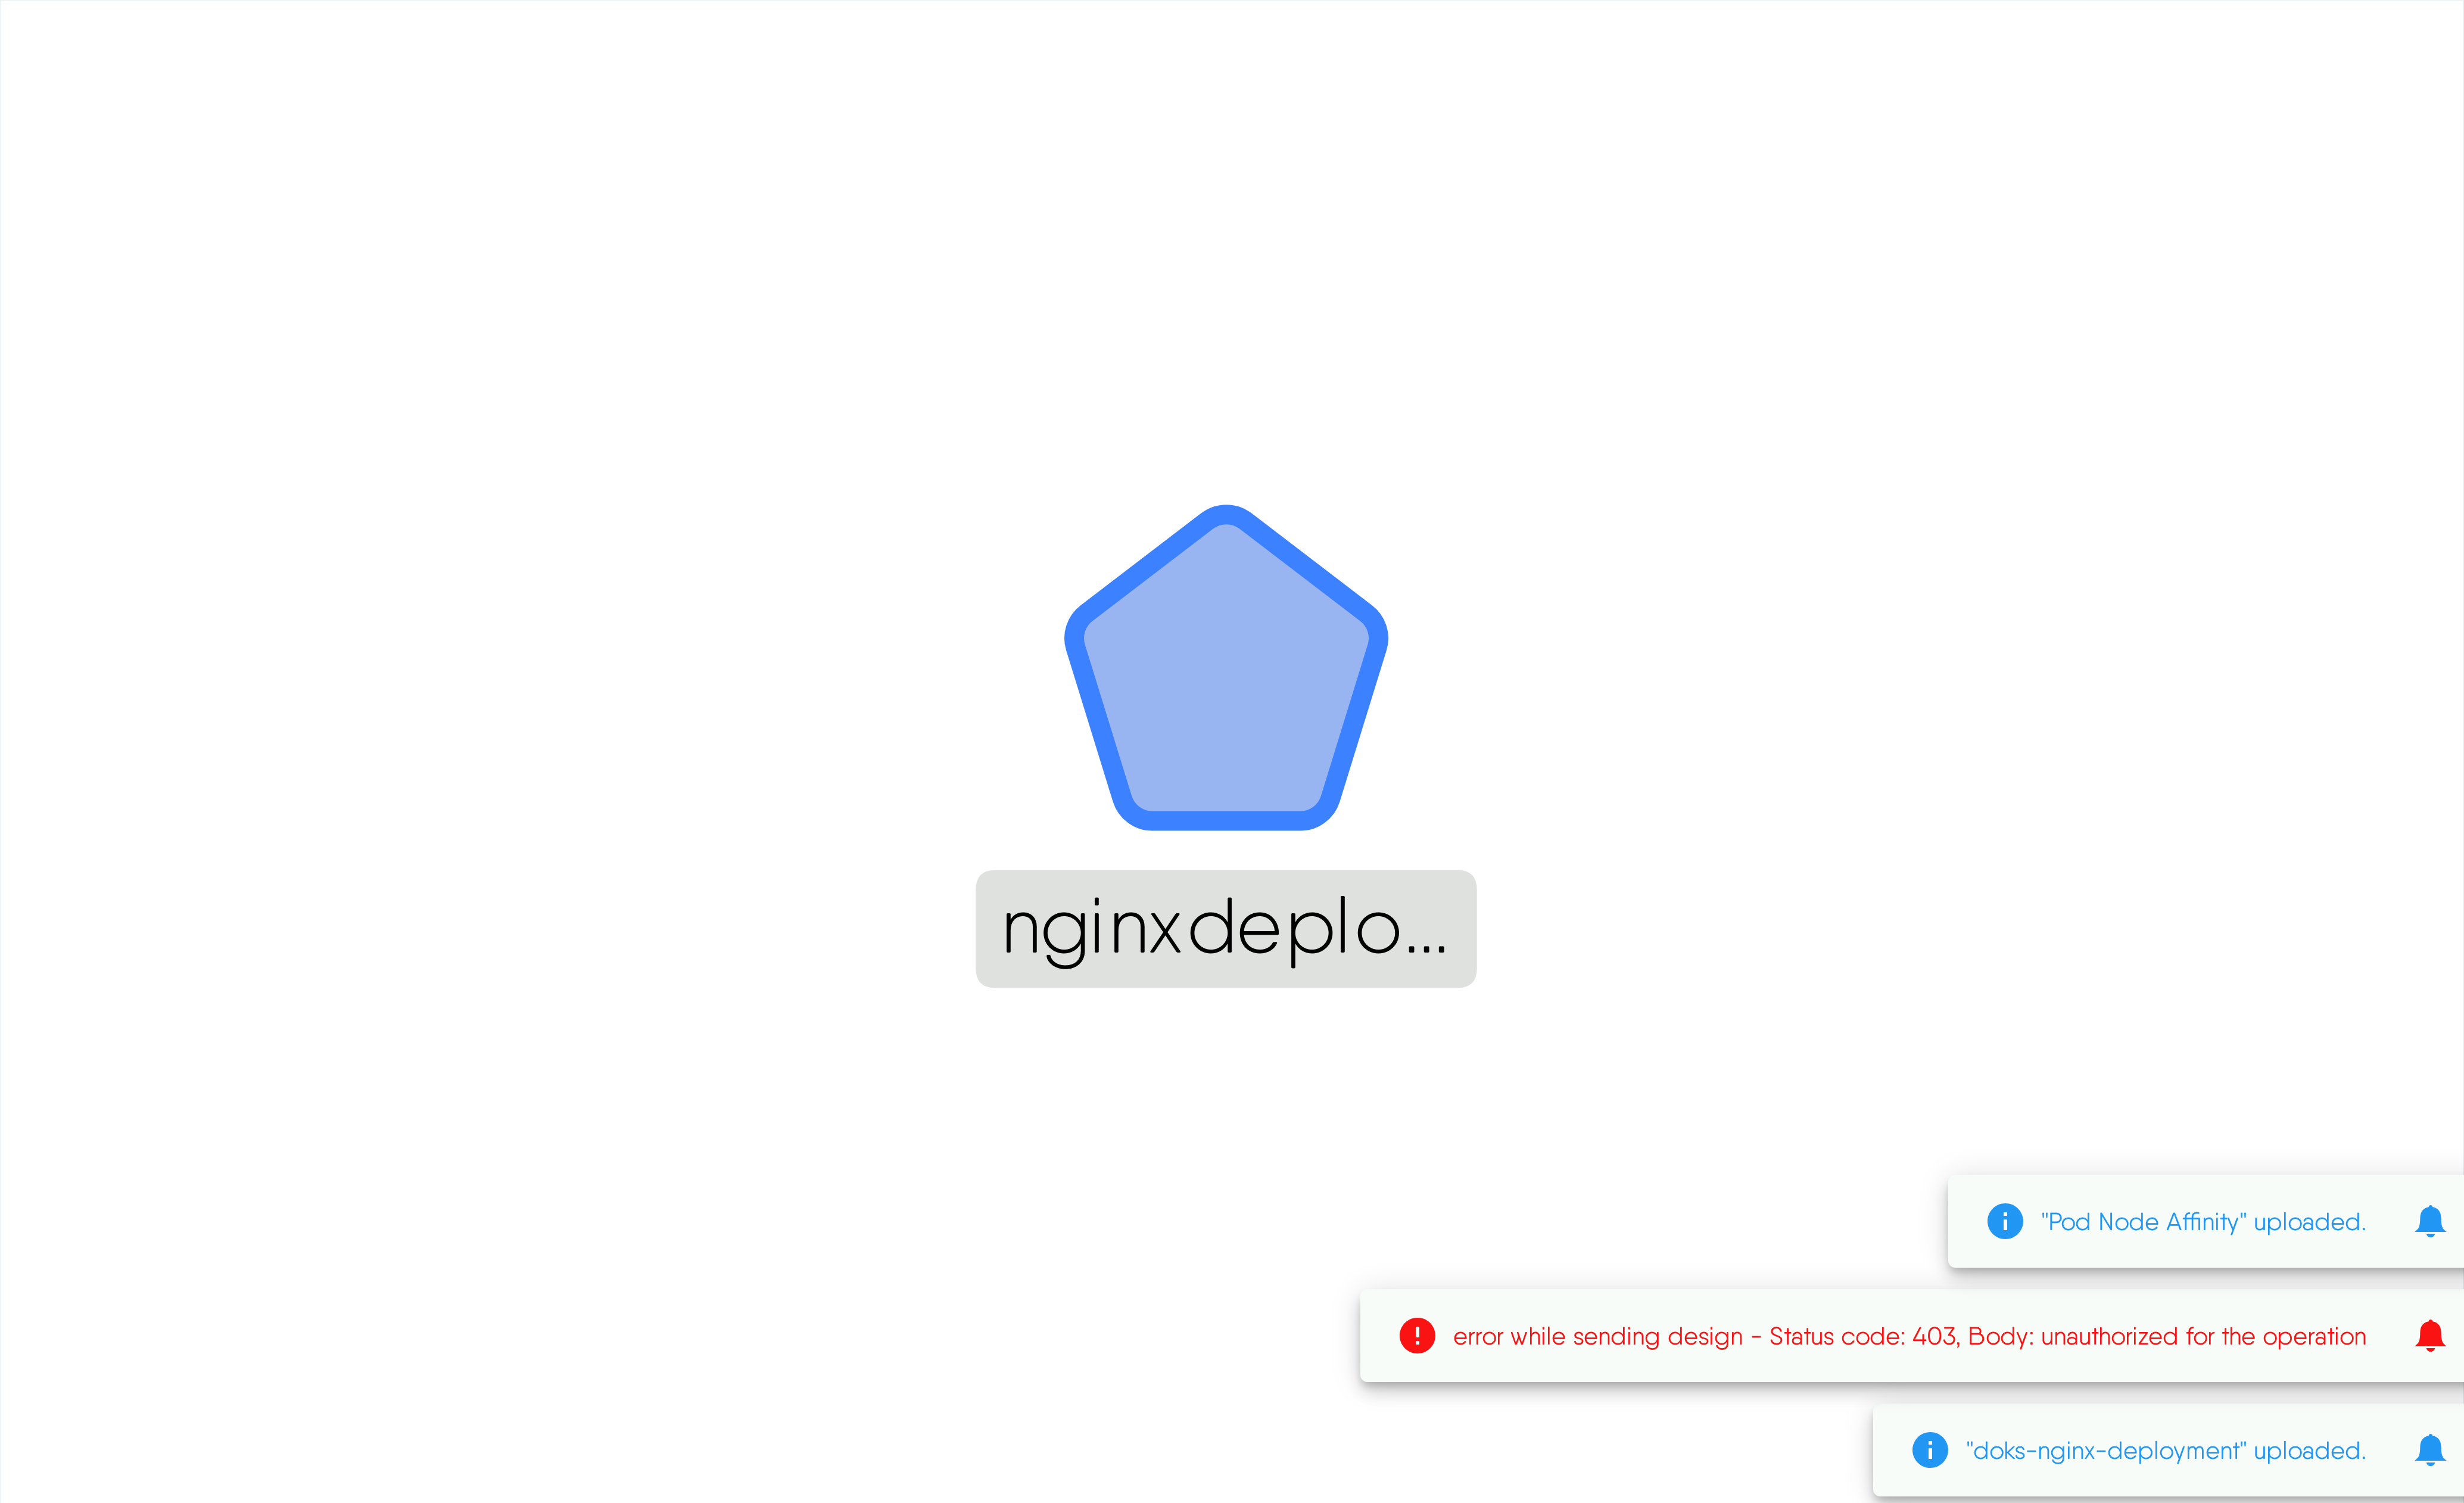 nginxdeplo...
"Pod Node Affinity" uploaded.
error while sending design - Status code: 403, Body: unauthorized for the operation
"doks-nginx-deployment" uploaded.